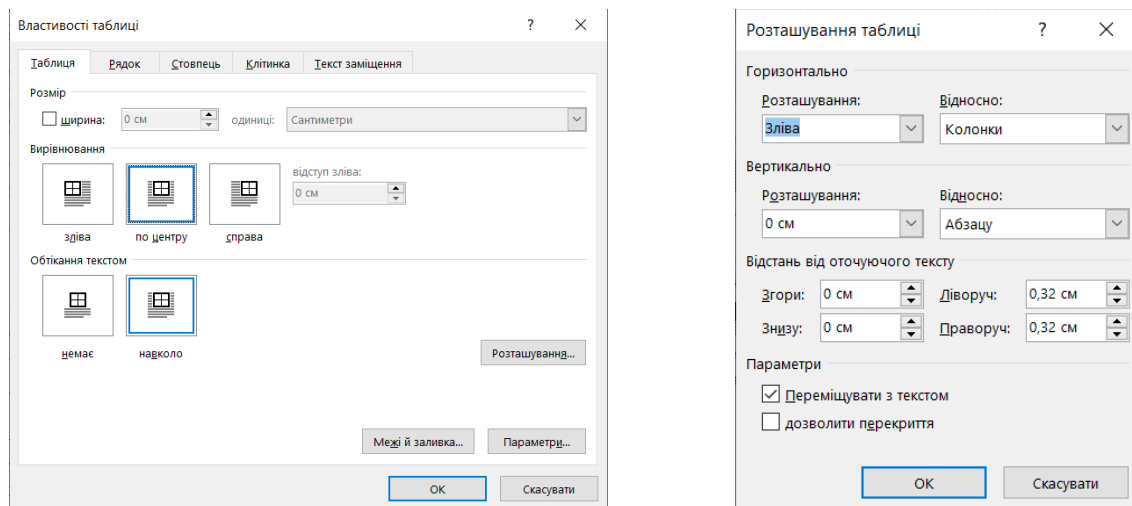 Властивості таблиці
?
Таблиця Рядок Стовпець Клітинка Текст заміщення
Розмір
ширина: 0 см одиниці: Сантиметри
Вирівнювання
відступ зліва:
0 см
зліва по центру справа
Обтікання текстом
немає навколо
Розташування...
Межі й заливка... Параметри...
ОК Скасувати
Розташування таблиці
?
Горизонтально
Розташування: Відносно:
Зліва Колонки
Вертикально
Розташування: Відносно:
0 см Абзацу
Відстань від оточуючого тексту
Згори: 0 см Ліворуч: 0,32 см
Знизу: 0 см Праворуч: 0,32 см
Параметри
Переміщувати з текстом
дозволити перекриття
ОК Скасувати